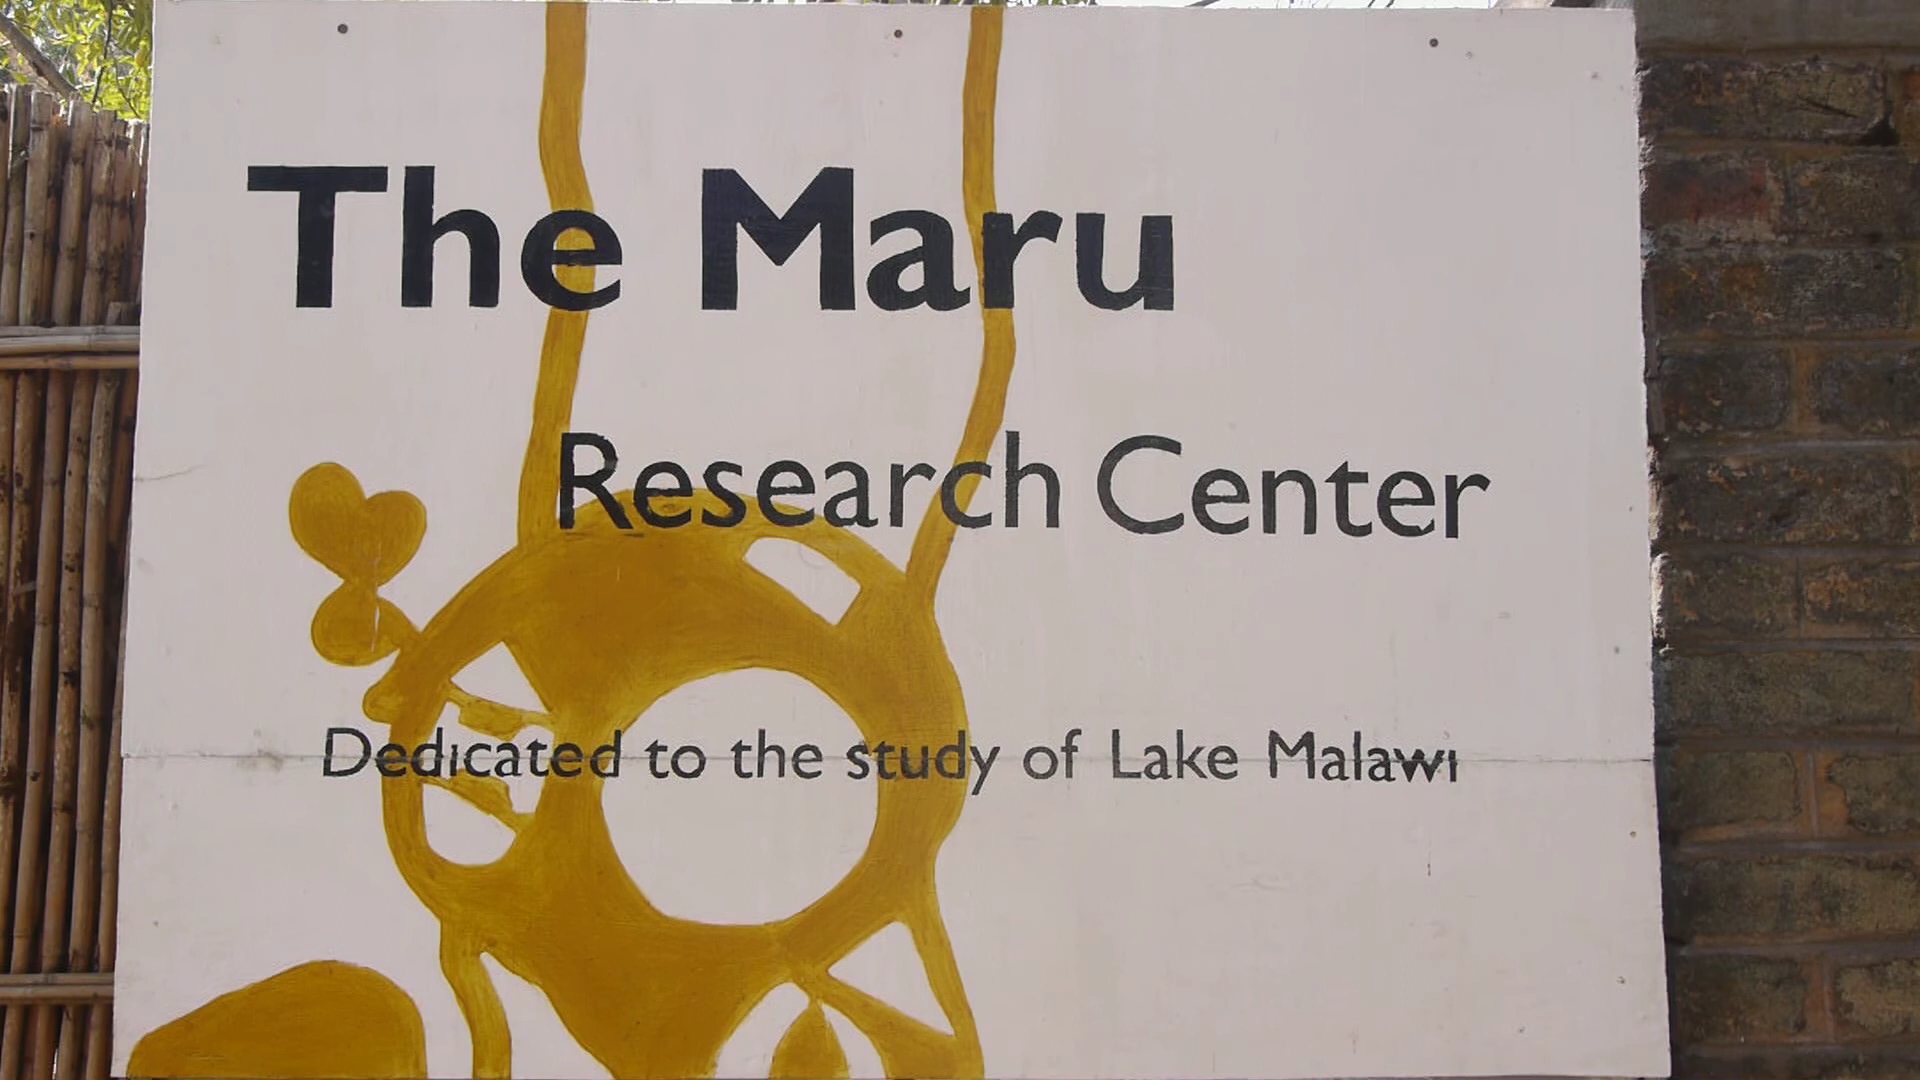 The Maru
Research Center
Dedicated to the study of Lake Malawi